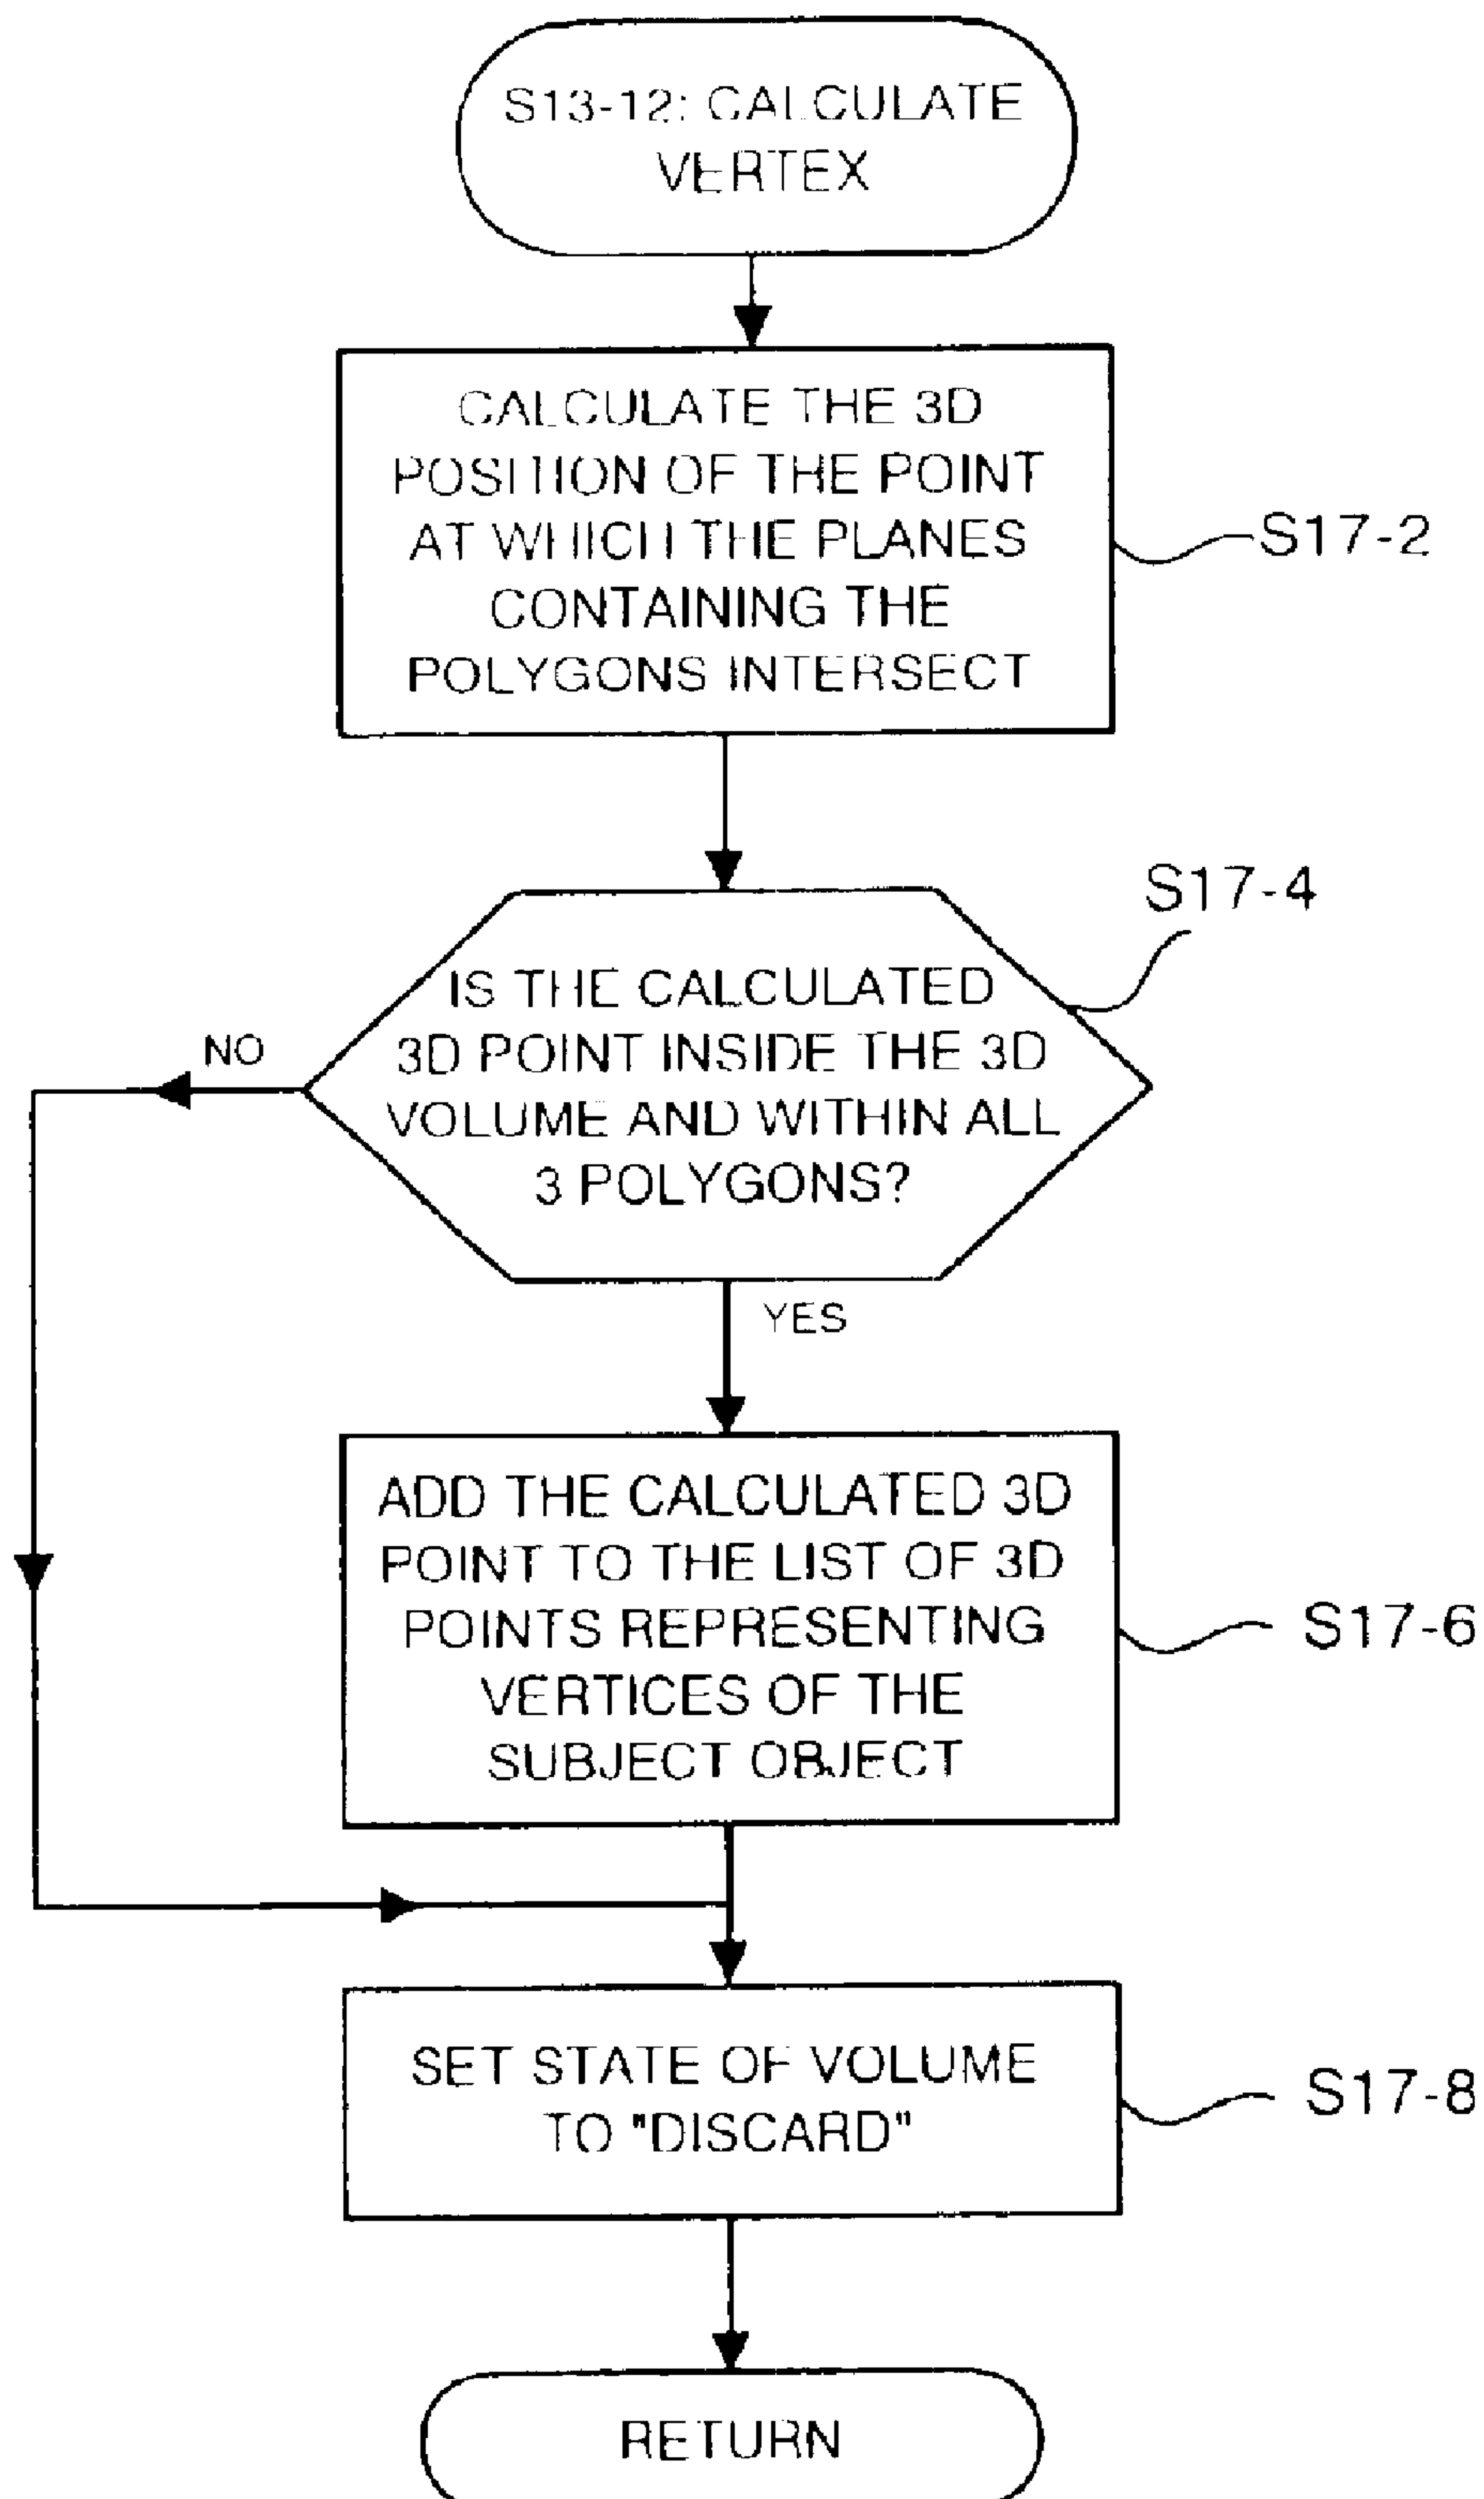 S13-12: CALCULATE
VERTEX
CALCULATE THE 3D
POSITION OF THE POINT
AT WHICH THE PLANES
CONTAINING THE
POLYGONS INTERSECT
S17-2
S17-4
IS THE CALCULATED
3D POINT INSIDE THE 3D
VOLUME AND WITHIN ALL
3 POLYGONS?
NO
YES
ADD THE CALCULATED 3D
POINT TO THE LIST OF 3D
POINTS REPRESENTING
VERTICES OF THE
SUBJECT OBJECT
S17-6
SET STATE OF VOLUME
TO "DISCARD"
S17-8
RETURN